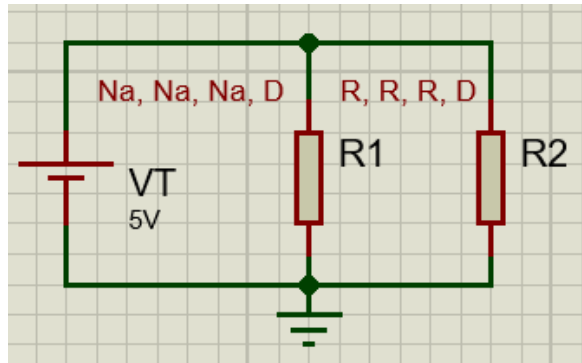 Na, Na, Na, D
R, R, R, D
R1
R2
VT
5V